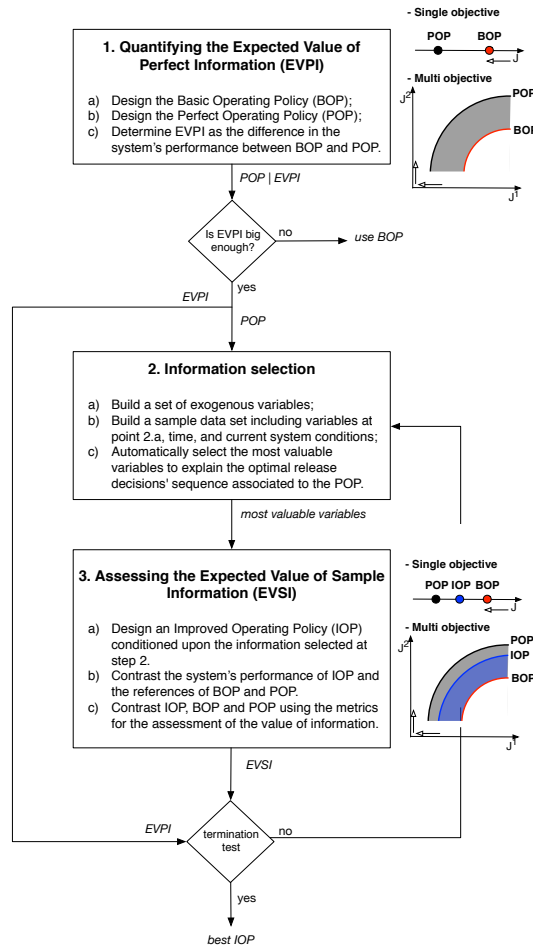 1. Quantifying the Expected Value of
Perfect Information (EVPI)
a) Design the Basic Operating Policy (BOP);
b) Design the Perfect Operating Policy (POP);
c) Determine EVPI as the difference in the
system's performance between BOP and POP.
- Single objective
POP
BOP
J
- Multi objective
J2
POP
BOP
J1
POP | EVPI
Is EVPI big
enough?
no
use BOP
yes
EVPI
POP
2. Information selection
a) Build a set of exogenous variables;
b) Build a sample data set including variables at
point 2.a, time, and current system conditions;
c) Automatically select the most valuable
variables to explain the optimal release
decisions' sequence associated to the POP.
most valuable variables
3. Assessing the Expected Value of Sample
Information (EVSI)
a) Design an Improved Operating Policy (IOP)
conditioned upon the information selected at
step 2.
b) Contrast the system's performance of IOP and
the references of BOP and POP.
c) Contrast IOP, BOP and POP using the metrics
for the assessment of the value of information.
- Single objective
POP IOP BOP
J
- Multi objective
J2
POP
IOP
BOP
J1
EVSI
EVPI
termination
test
no
yes
best IOP